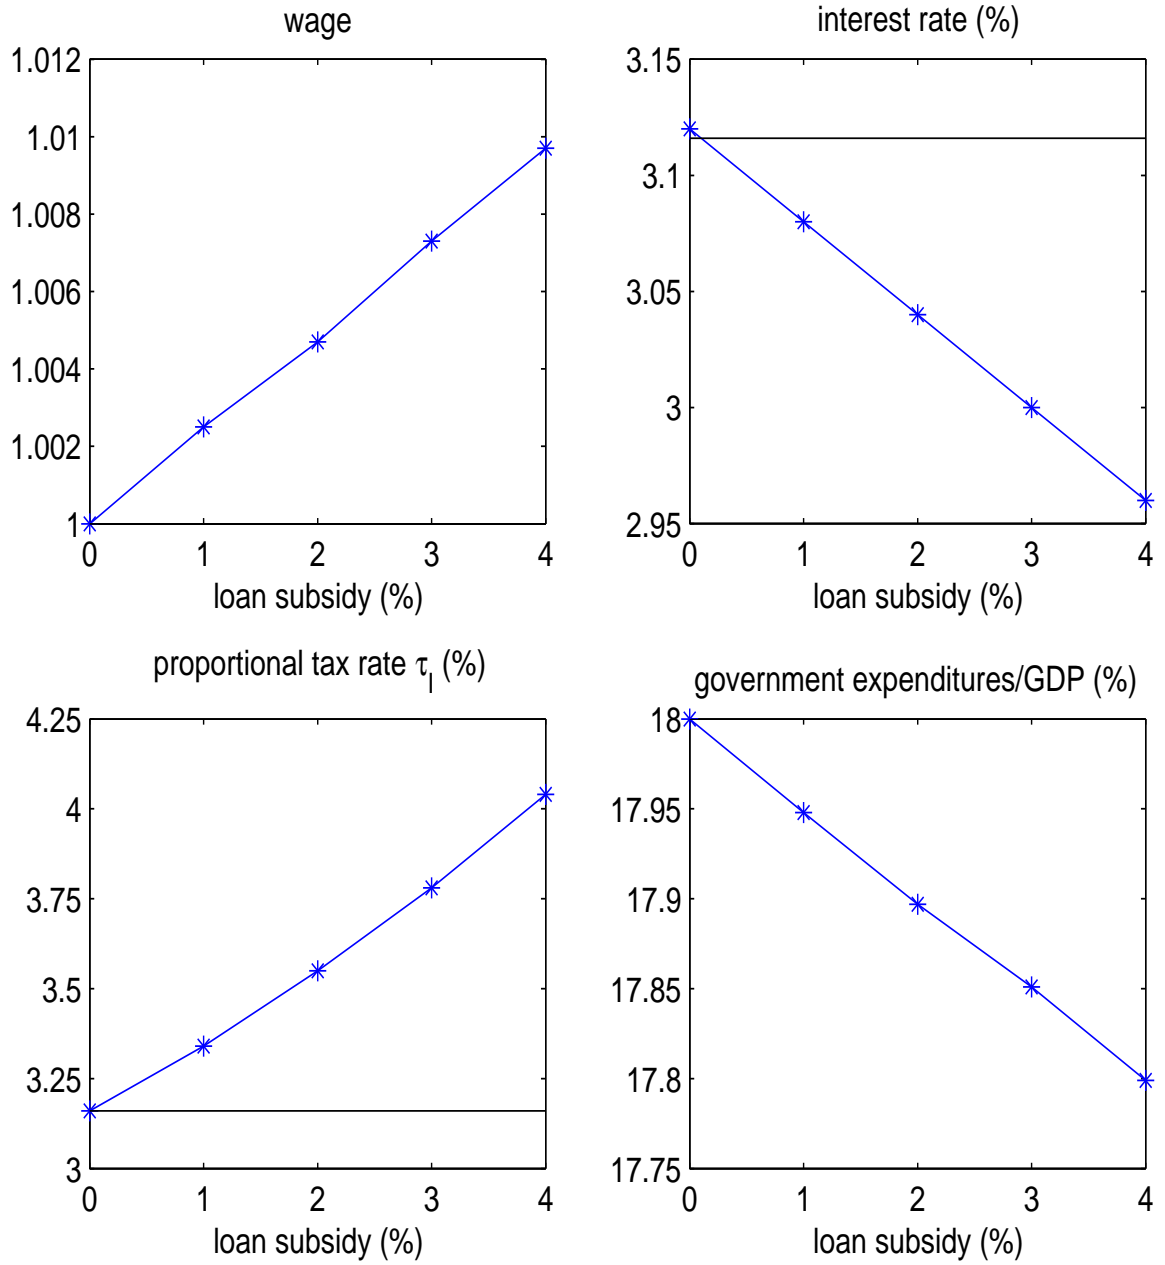 wage
1.012
1.01
1.008
1.006
1.004
1.002
1
0 1 2 3 4
loan subsidy (%)
interest rate (%)
3.15
3.1
3.05
3
2.95
0 1 2 3 4
loan subsidy (%)
proportional tax rate τl (%)
4.25
4
3.75
3.5
3.25
3
0 1 2 3 4
loan subsidy (%)
government expenditures/GDP (%)
18
17.95
17.9
17.85
17.8
17.75
0 1 2 3 4
loan subsidy (%)